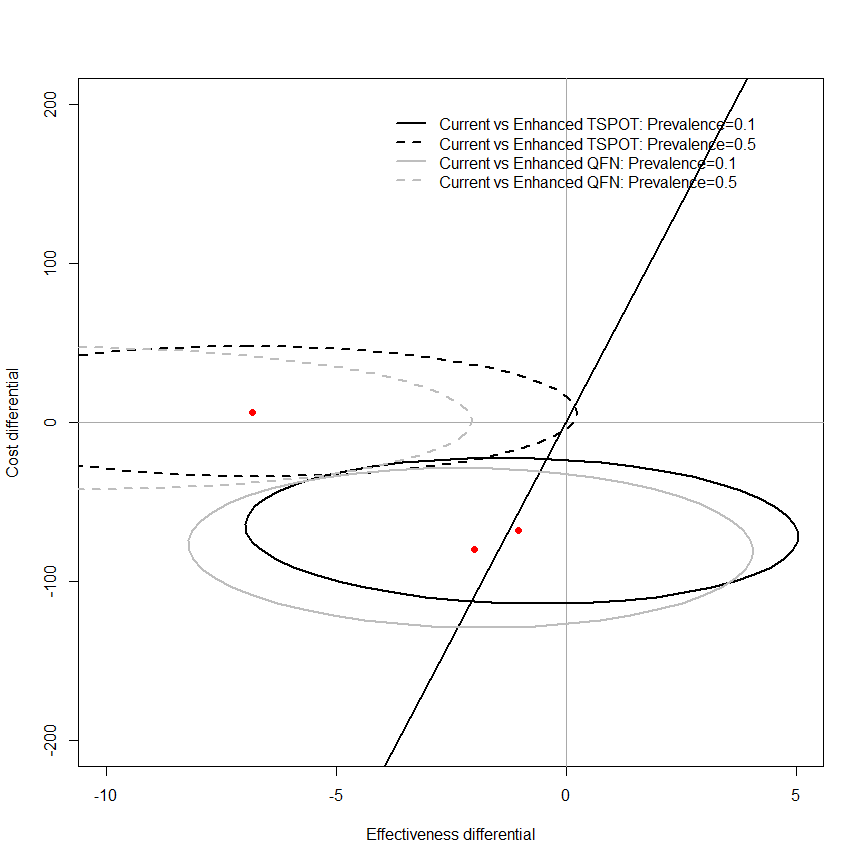 200
100
0
-100
-200
Cost differential
Current vs Enhanced TSPOT: Prevalence=0.1
Current vs Enhanced TSPOT: Prevalence=0.5
Current vs Enhanced QFN: Prevalence=0.1
Current vs Enhanced QFN: Prevalence=0.5
-10
-5
0
5
Effectiveness differential